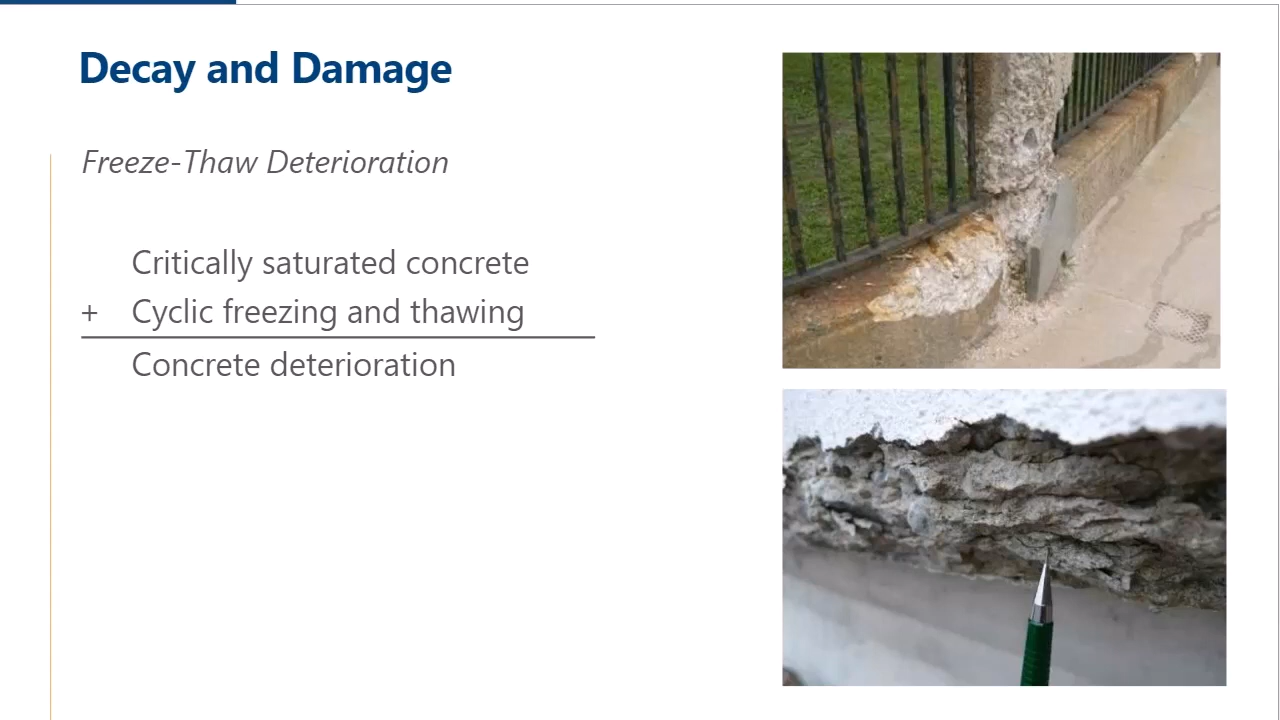 Decay and Damage
Freeze-Thaw Deterioration
Critically saturated concrete
+ Cyclic freezing and thawing
Concrete deterioration